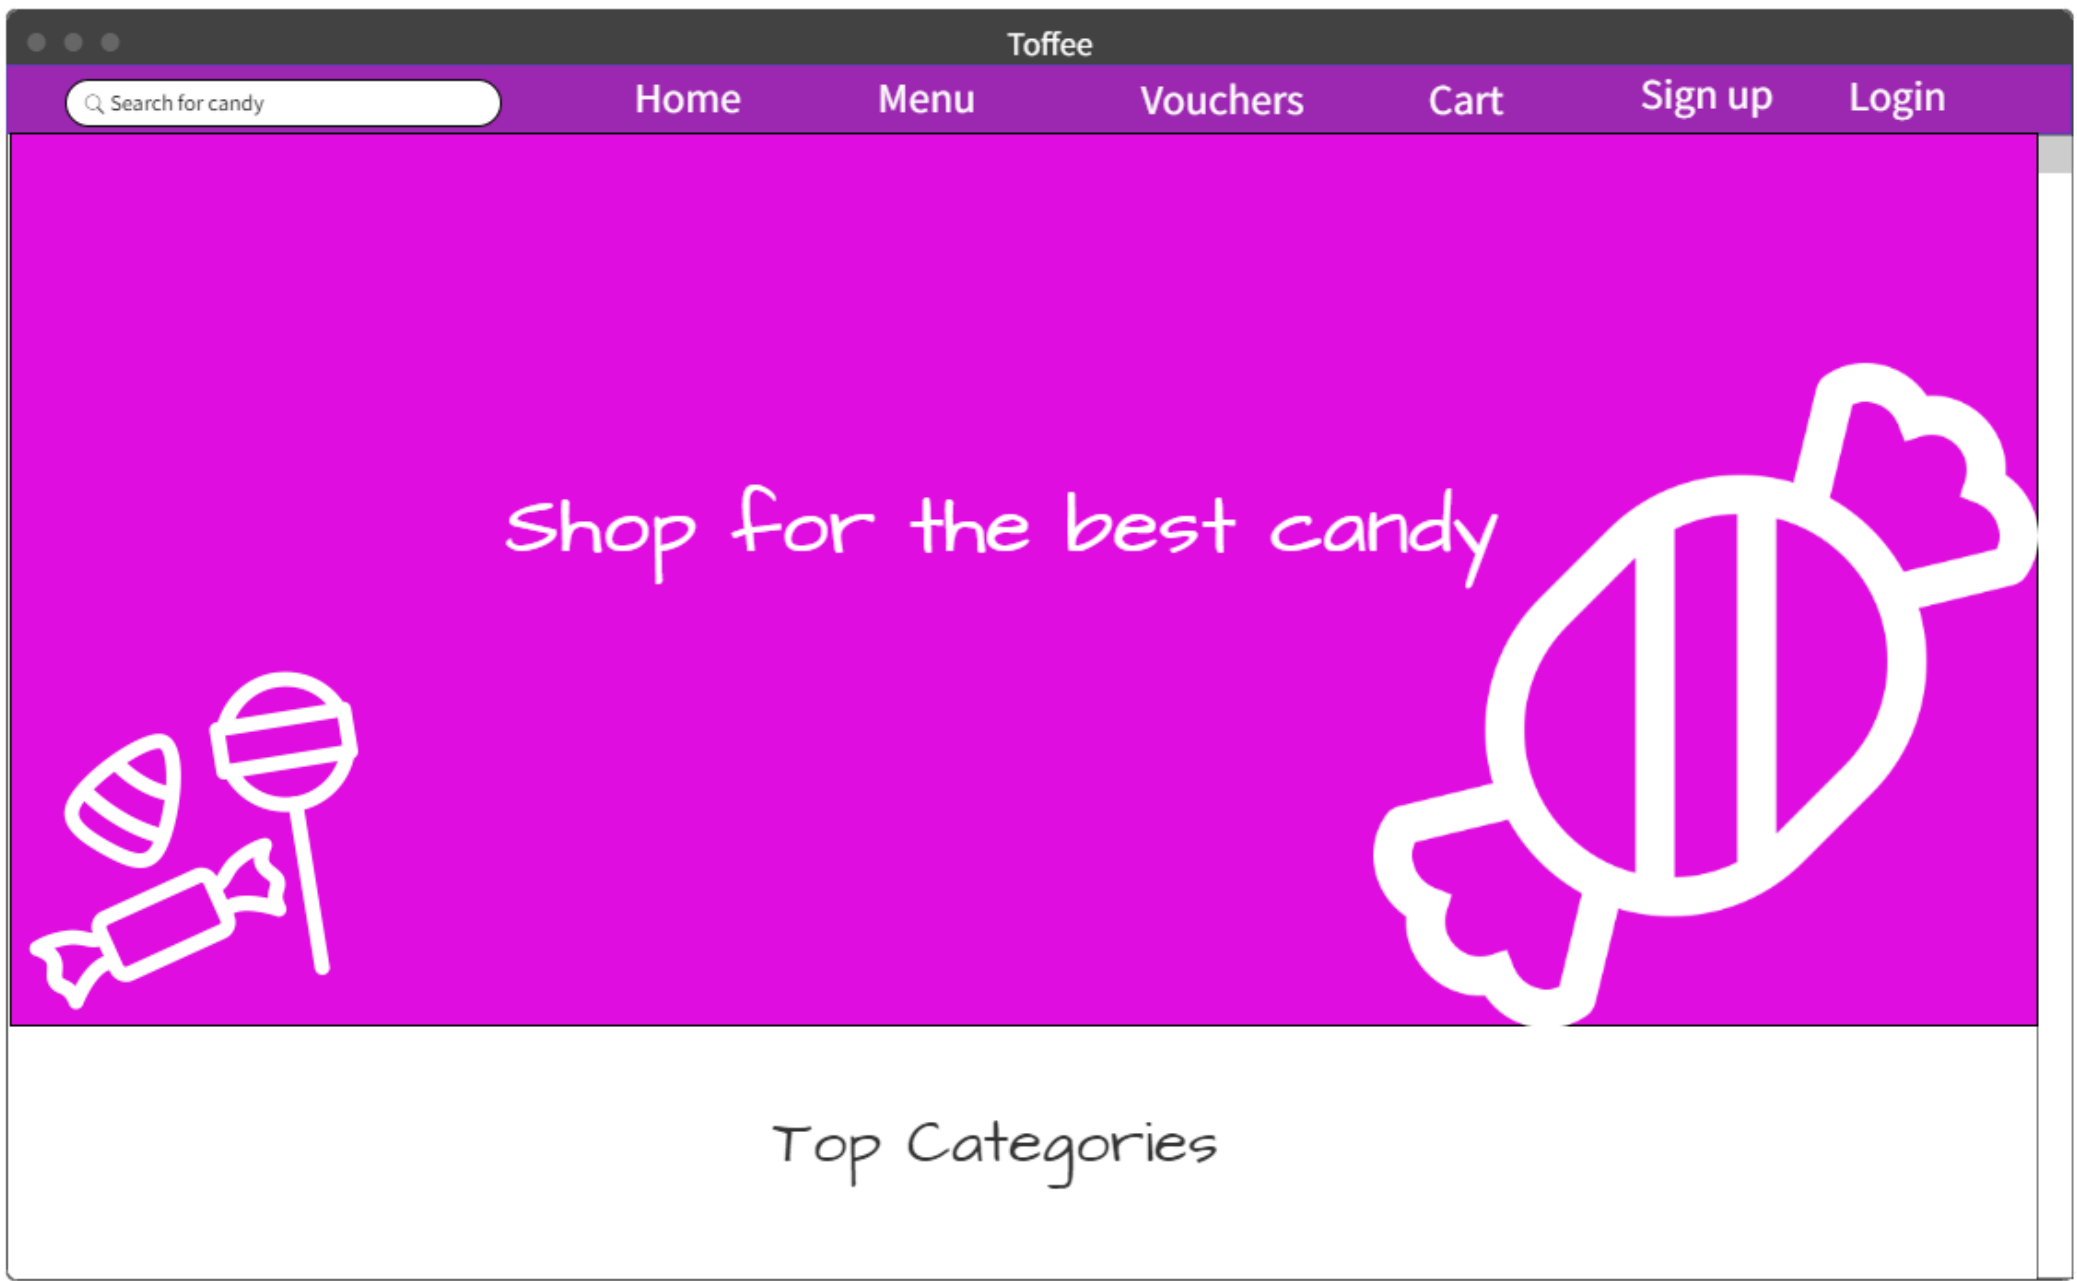 Toffee
Search for candy
Home Menu Vouchers Cart Sign up Login
Shop for the best candy
Top Categories